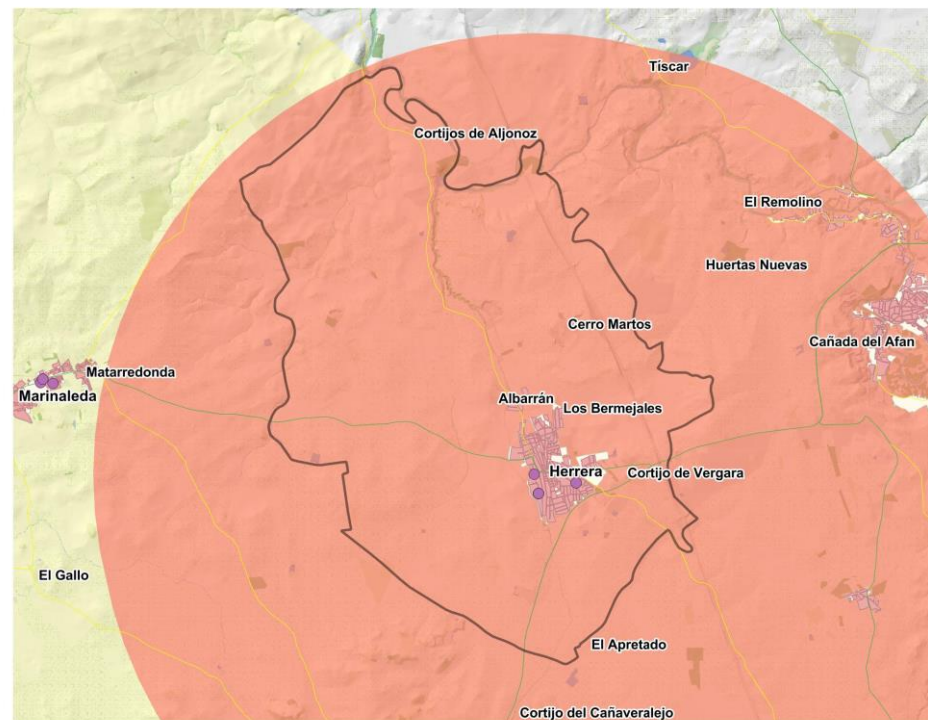 Tíscar
Cortijos de Aljonoz
El Remolino
Huertas Nuevas
Cerro Martos
Cañada del Afan
Matarredonda
Marinaleda
Albarrán
Los Bermejales
Herrera
Cortijo de Vergara
El Gallo
El Apretado
Cortijo del Cañaveralejo